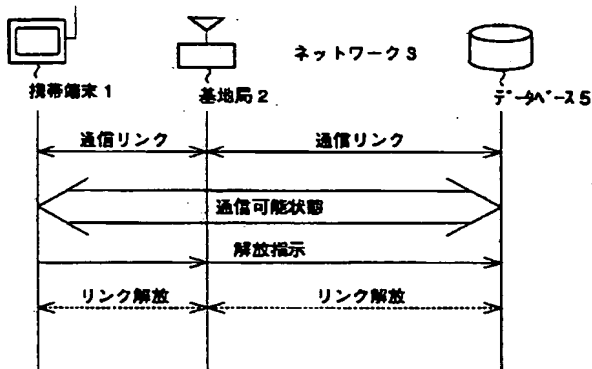 ネットワーク3
携帯端末1
基地局2
データベース5
通信リンク
通信リンク
通信可能状態
解放指示
リンク解放
リンク解放